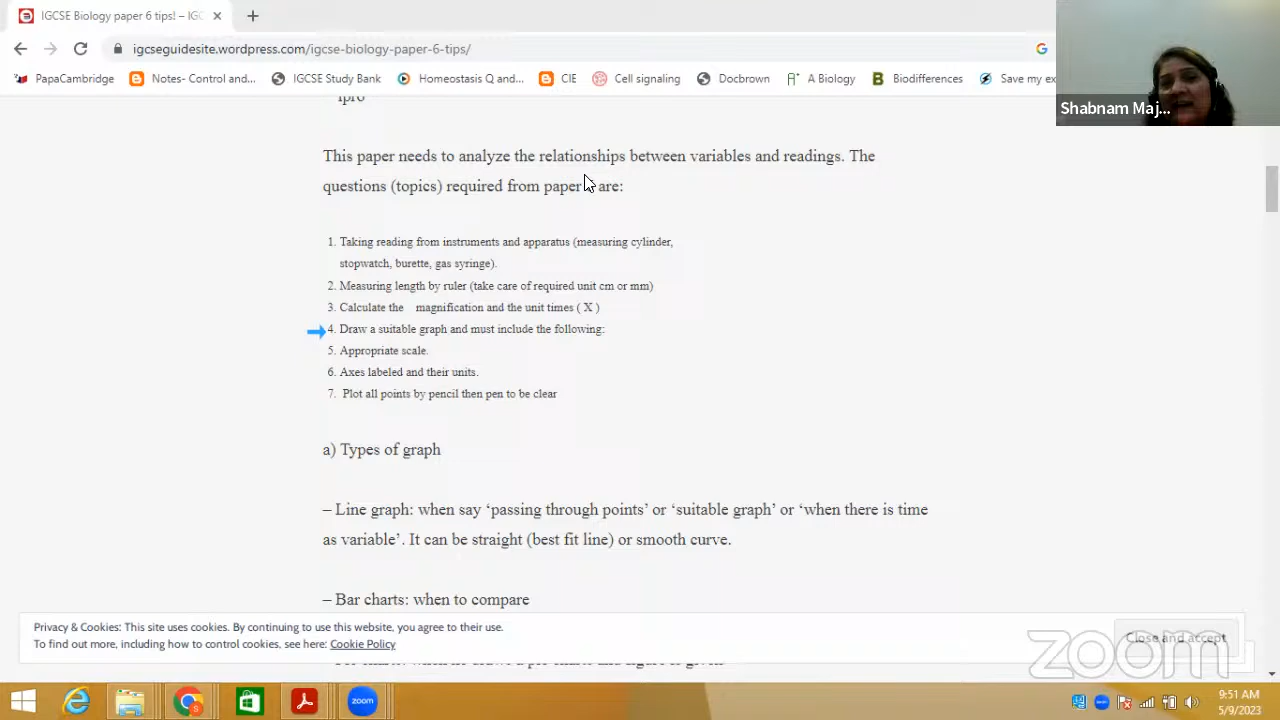 IGCSE Biology paper 6 tips! – IGC
igcseguidesite.wordpress.com/igcse-biology-paper-6-tips/
PapaCambridge
Notes- Control and...
IGCSE Study Bank
Homeostasis Q and...
CIE
Cell signaling
Docbrown
A Biology
Biodifferences
Save my ex
Shabnam Maj...
ipro
This paper needs to analyze the relationships between variables and readings. The
questions (topics) required from paper are:
1. Taking reading from instruments and apparatus (measuring cylinder,
stopwatch, burette, gas syringe).
2. Measuring length by ruler (take care of required unit cm or mm)
3. Calculate the magnification and the unit times ( X )
4. Draw a suitable graph and must include the following:
5. Appropriate scale.
6. Axes labeled and their units.
7. Plot all points by pencil then pen to be clear
a) Types of graph
– Line graph: when say ‘passing through points’ or ‘suitable graph’ or ‘when there is time
as variable’. It can be straight (best fit line) or smooth curve.
– Bar charts: when to compare
Privacy & Cookies: This site uses cookies. By continuing to use this website, you agree to their use.
To find out more, including how to control cookies, see here: Cookie Policy
Close and accept
zoom
zoom
9:51 AM
5/9/2023